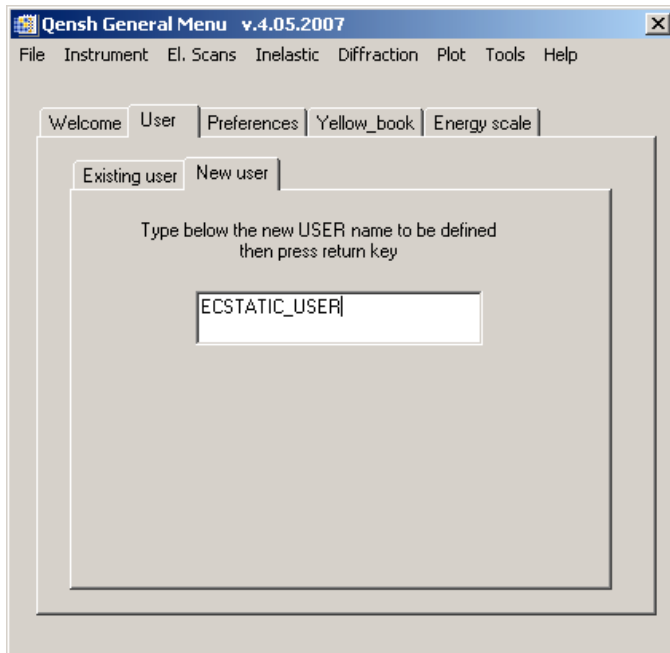 Qensh General Menu v.4.05.2007
File Instrument El. Scans Inelastic Diffraction Plot Tools Help
Welcome User Preferences Yellow_book Energy scale
Existing user New user
Type below the new USER name to be defined
then press return key
ECSTATIC_USER